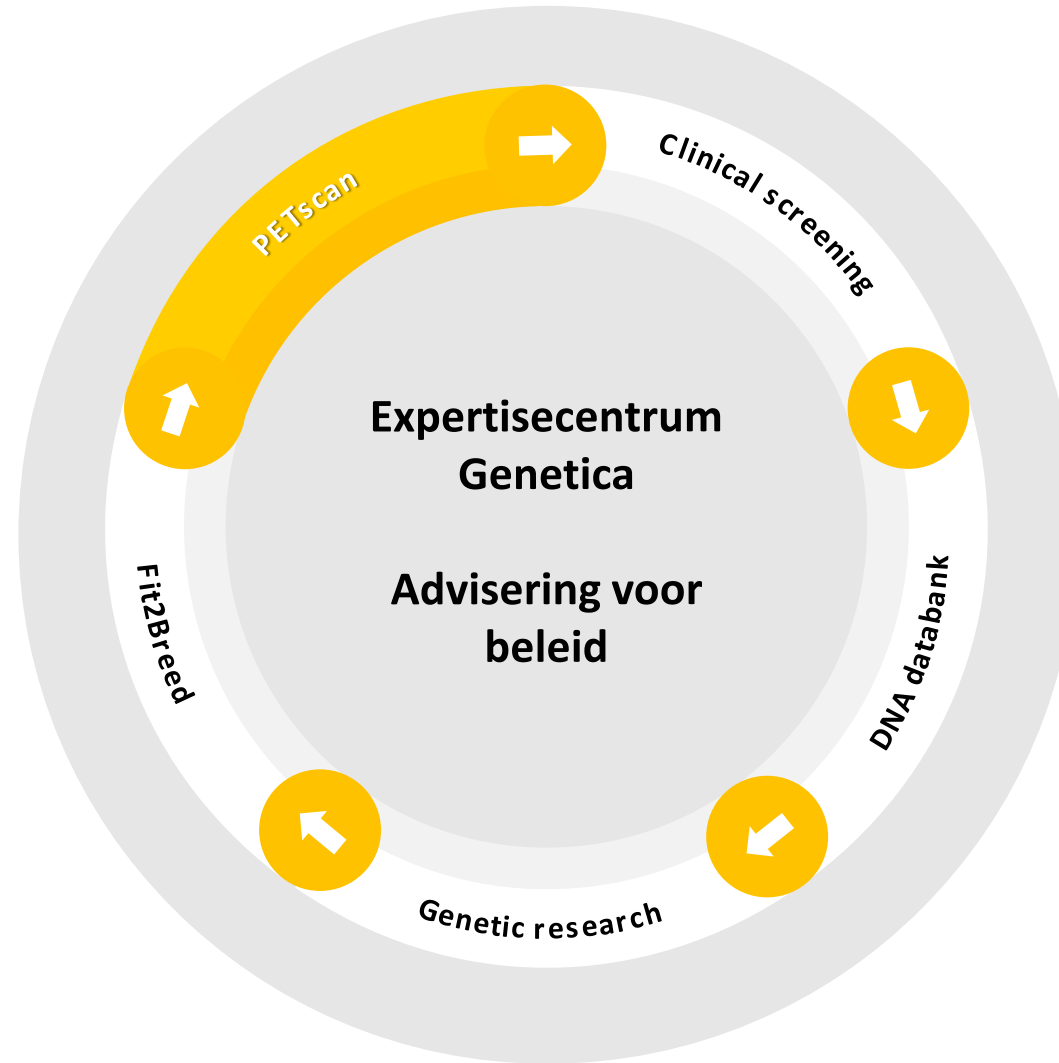 PETscan
Clinical screening
DNA databank
Genetic research
Fit2Breed
Expertisecentrum
Genetica
Advisering voor
beleid